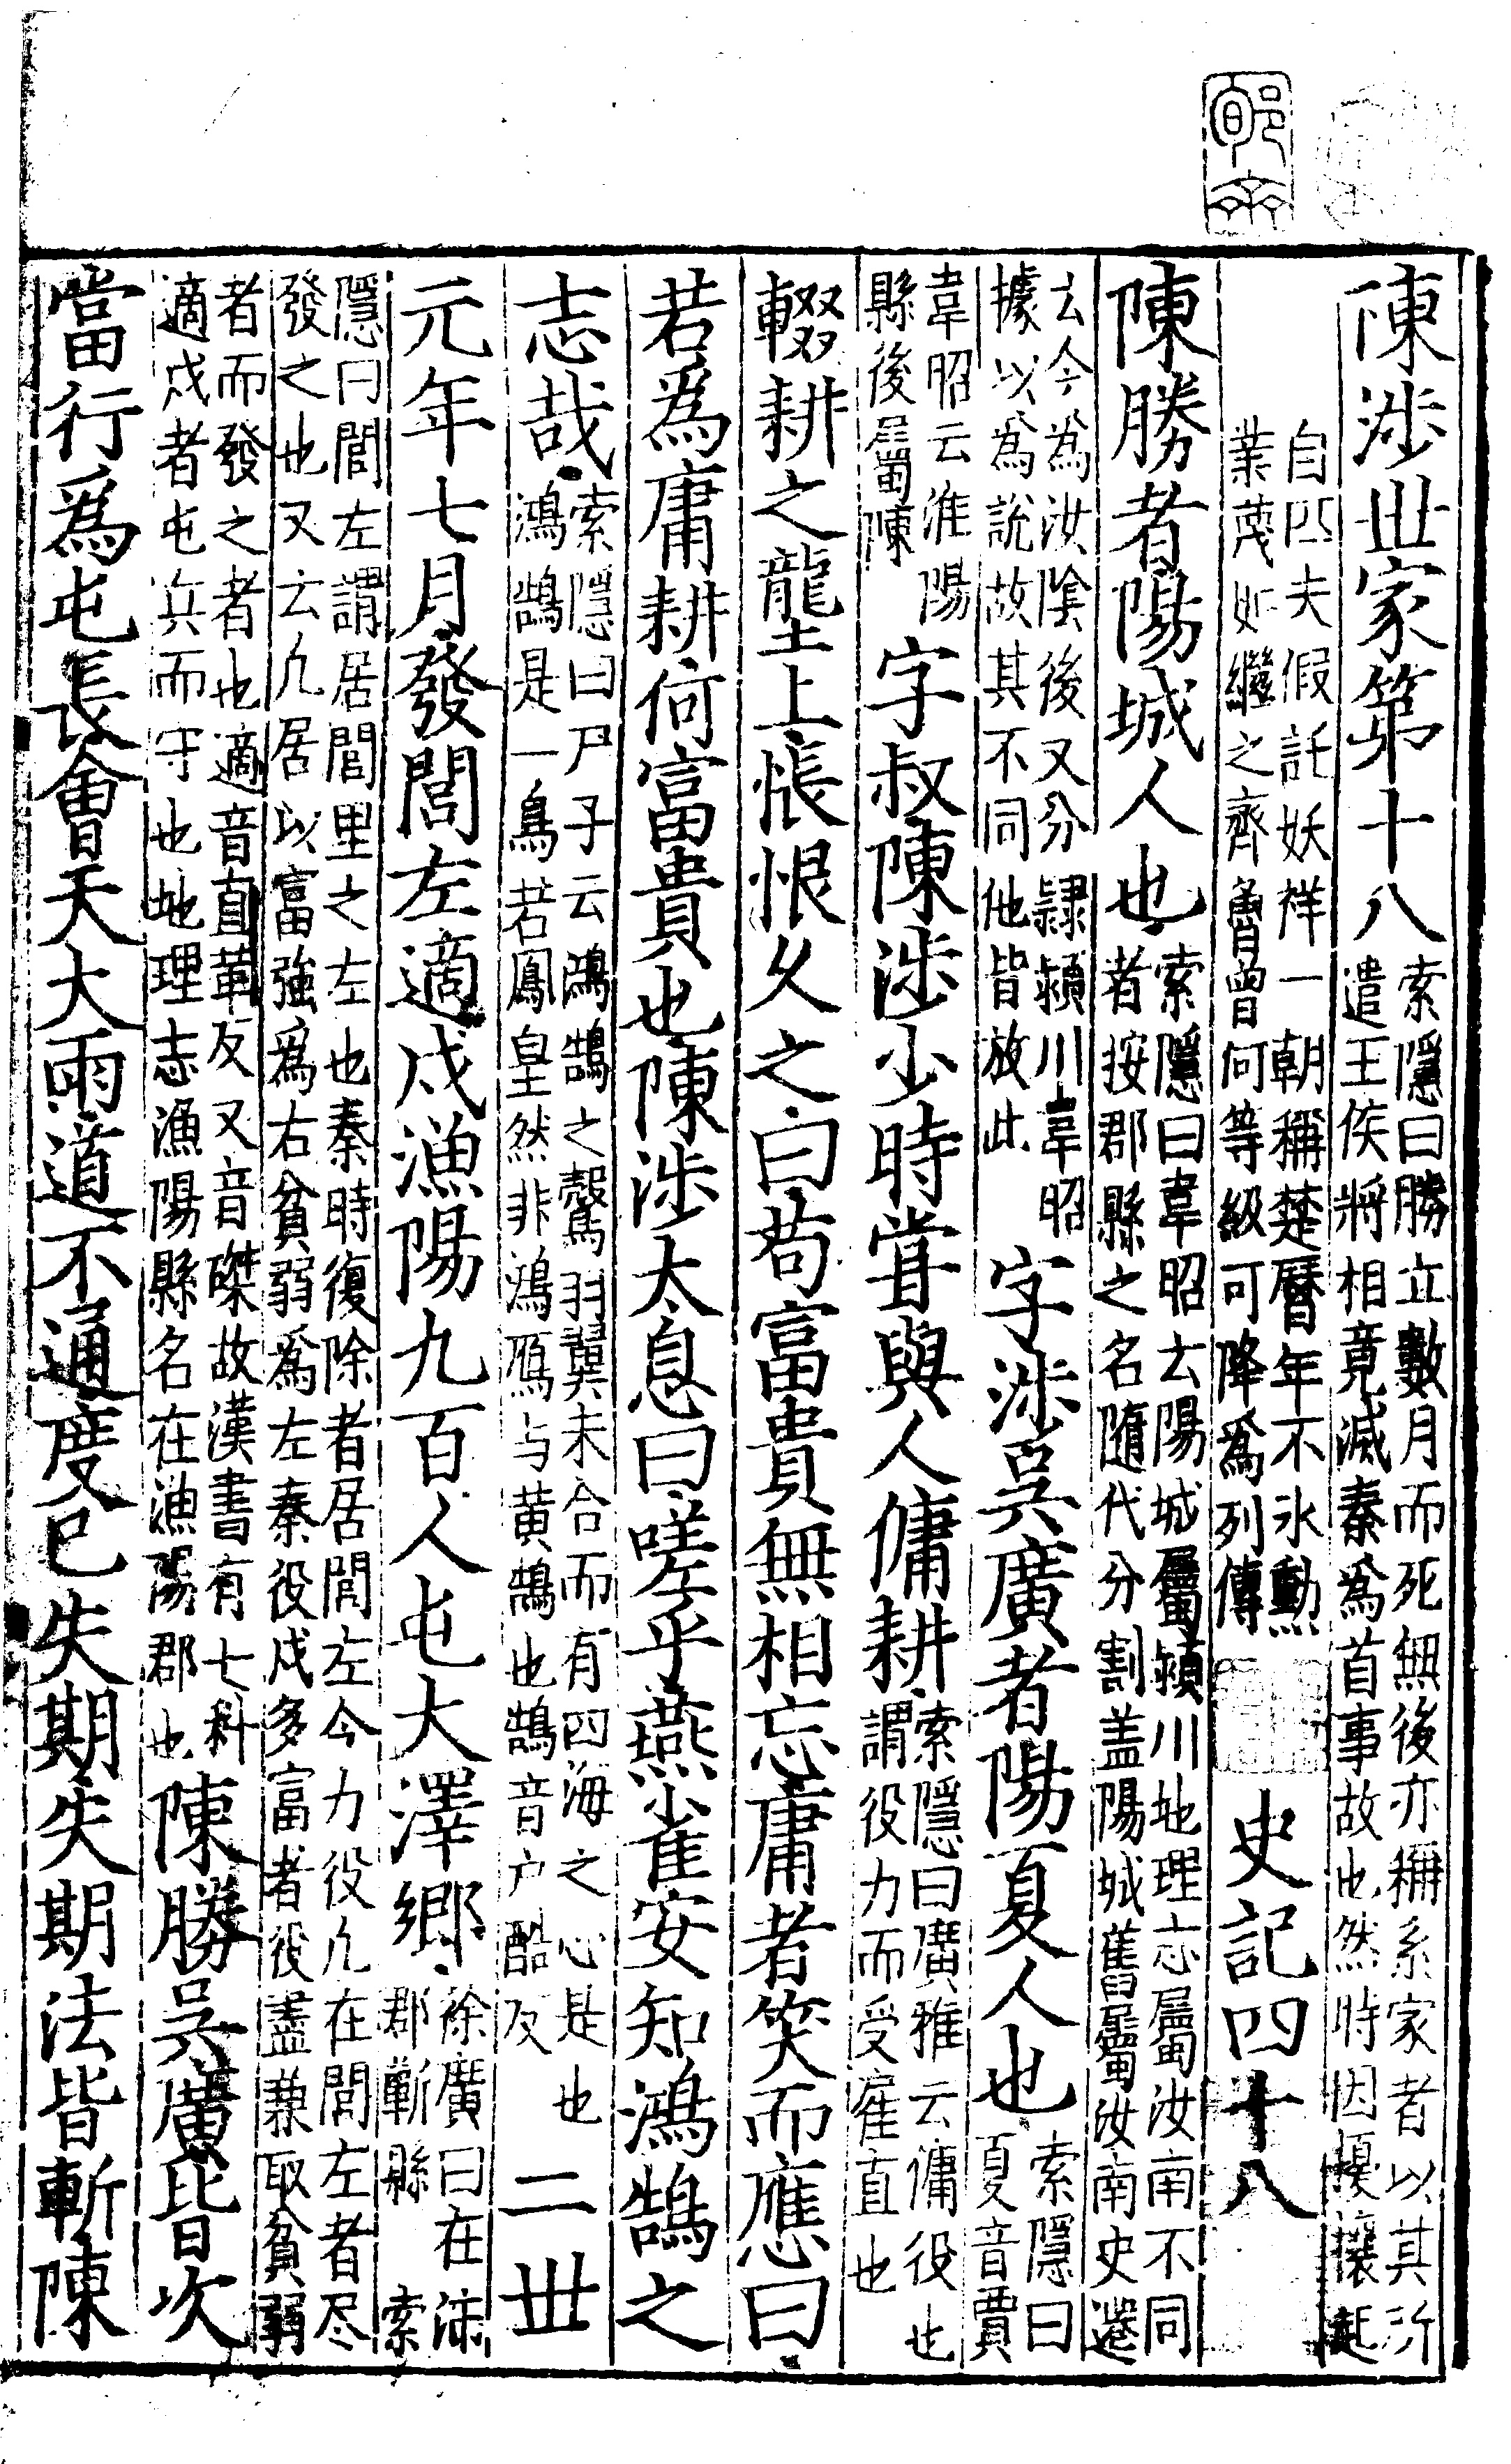 陳涉丗家第十八索隱曰勝立數月而死無後亦稱系家者以其所遣王侯將相竟滅秦爲首事故也然時因擾攘起
自匹夫假託妖祥一朝稱楚曆年不永勳業蔑如繼之齊魯曾何等級可降爲列傳 史記四十八
陳勝者陽城人也索隱曰韋昭云陽城屬潁川地理志屬汝南不同者按郡縣之名隨代分割盖陽城舊屬汝南史遷
云今為汝隂後又分隸潁川韋昭據以為說故其不同他皆放此字涉吳廣者陽夏人也索隱曰夏音賈
韋昭云淮陽縣後屬陳字叔陳涉少時甞與人傭耕索隱曰廣雅云傭役也謂役力而受雇直也
輟耕之壟上悵恨久之曰苟富貴無相忘庸者笑而應曰
若爲庸耕何富貴也陳涉太息曰嗟乎燕雀安知鴻鵠之
志哉索隱曰尸子云鴻鵠之鷇羽翼未合而有四海之心是也鴻鵠是一鳥若鳳皇然非鴻鴈与黄鵠也鵠音户酷反二丗
元年七月發閭左適戍漁陽九百人屯大澤鄉徐廣曰在沛郡蘄縣 索
隱曰閭左謂居閭里之左也秦時復除者居閭左今力役凡在閭左者尽發之也又云凡居以富強爲右貧弱爲左秦役戍多富者役盡兼取貧弱
者而發之者也適音直革反又音磔故漢書有七科適戍者屯兵而守也地理志漁陽縣名在漁陽郡也陳勝吳廣皆次
當行爲屯長會天大雨道不通度已失期失期法皆斬陳